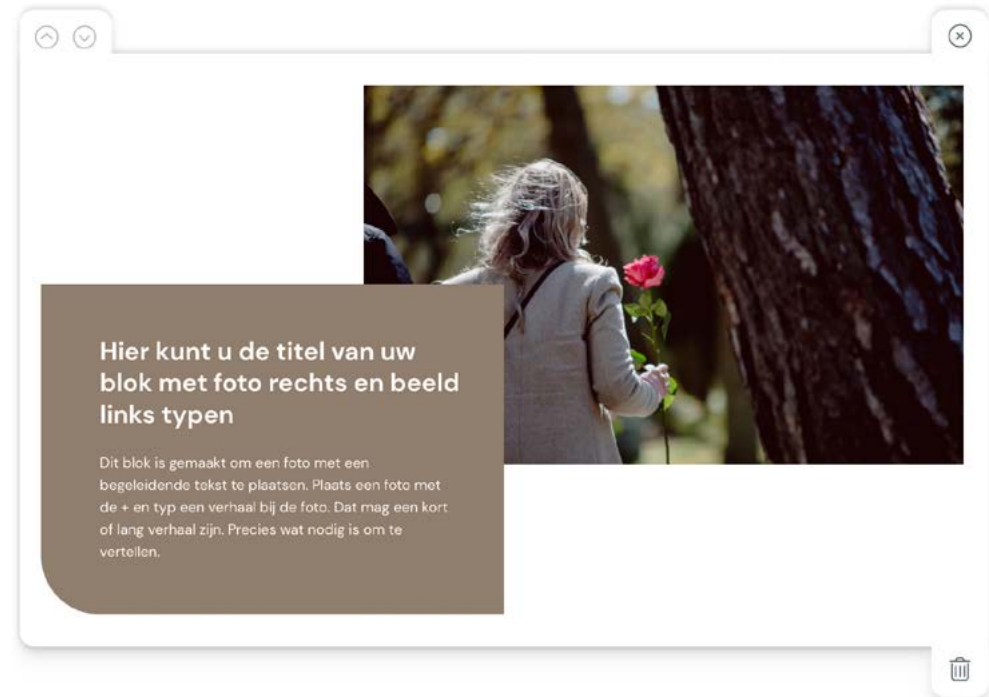 Hier kunt u de titel van uw
blok met foto rechts en beeld
links typen
Dit blok is gemaakt om een foto met een
begeleidende tekst te plaatsen. Plaats een foto met
de + en typ een verhaal bij de foto. Dat mag een kort
of lang verhaal zijn. Precies wat nodig is om te
vertellen.